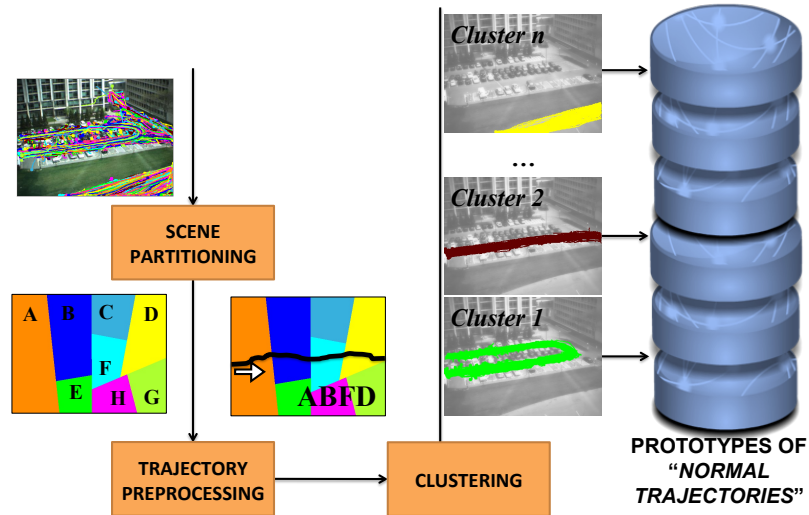 SCENE
PARTITIONING
A
B
C
D
F
E
H
G
ABFD
TRAJECTORY
PREPROCESSING
CLUSTERING
Cluster n
...
Cluster 2
Cluster 1
PROTOTYPES OF
“NORMAL
TRAJECTORIES”